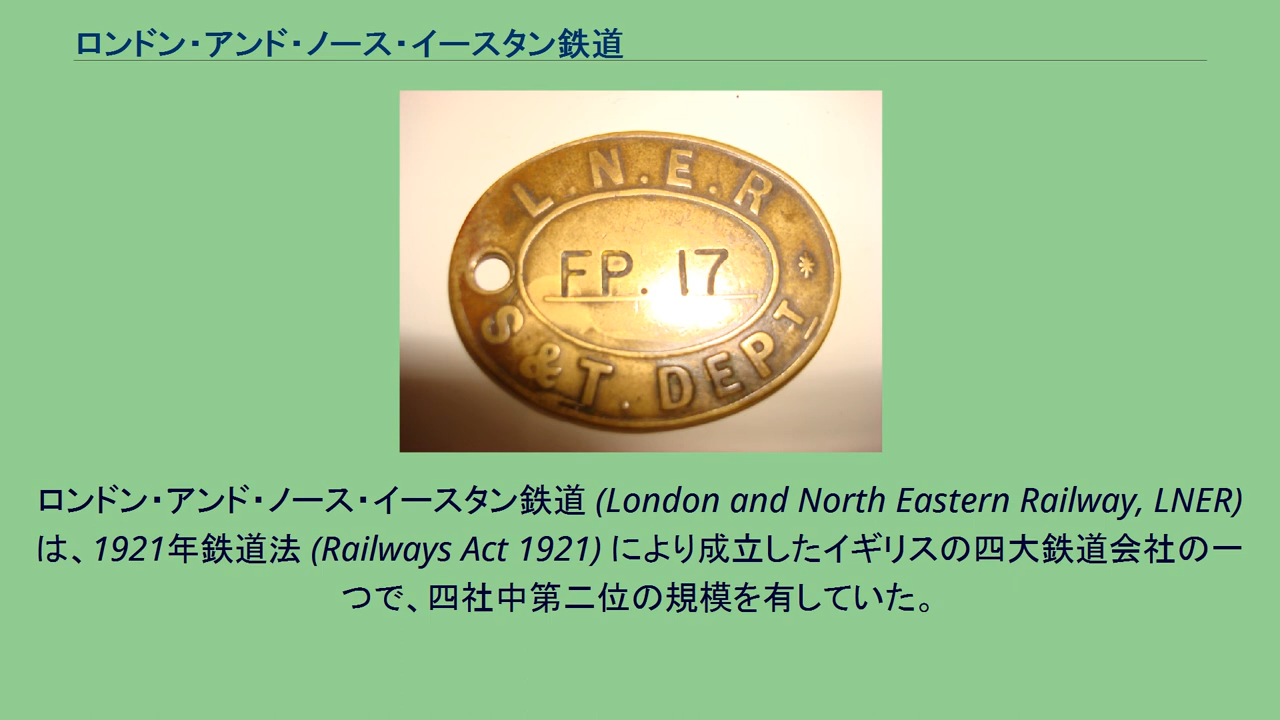 ロンドン・アンド・ノース・イースタン鉄道
L.N.E.R
FP. 17
S&T. DEPT
*
ロンドン・アンド・ノース・イースタン鉄道 (London and North Eastern Railway, LNER)
は、1921年鉄道法 (Railways Act 1921) により成立したイギリスの四大鉄道会社の一
つで、四社中第二位の規模を有していた。